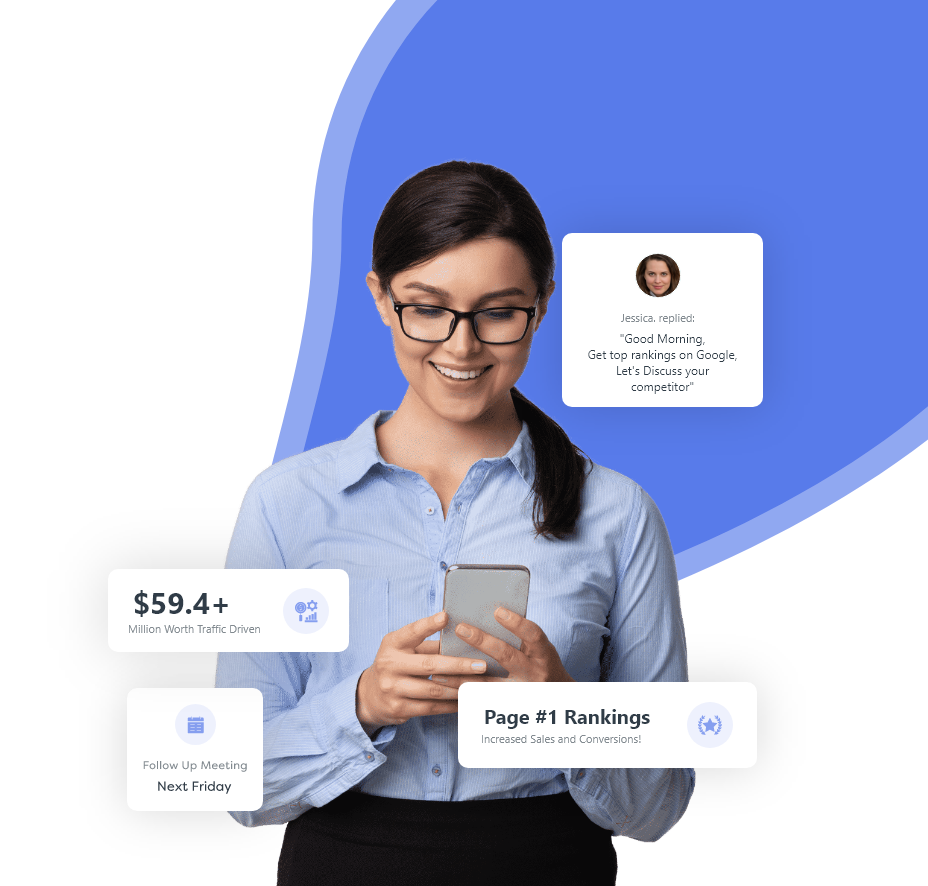 Jessica. replied:
"Good Morning,
Get top rankings on Google,
Let's Discuss your
competitor"
$59.4+
Million Worth Traffic Driven
Page #1 Rankings
Increased Sales and Conversions!
Follow Up Meeting
Next Friday